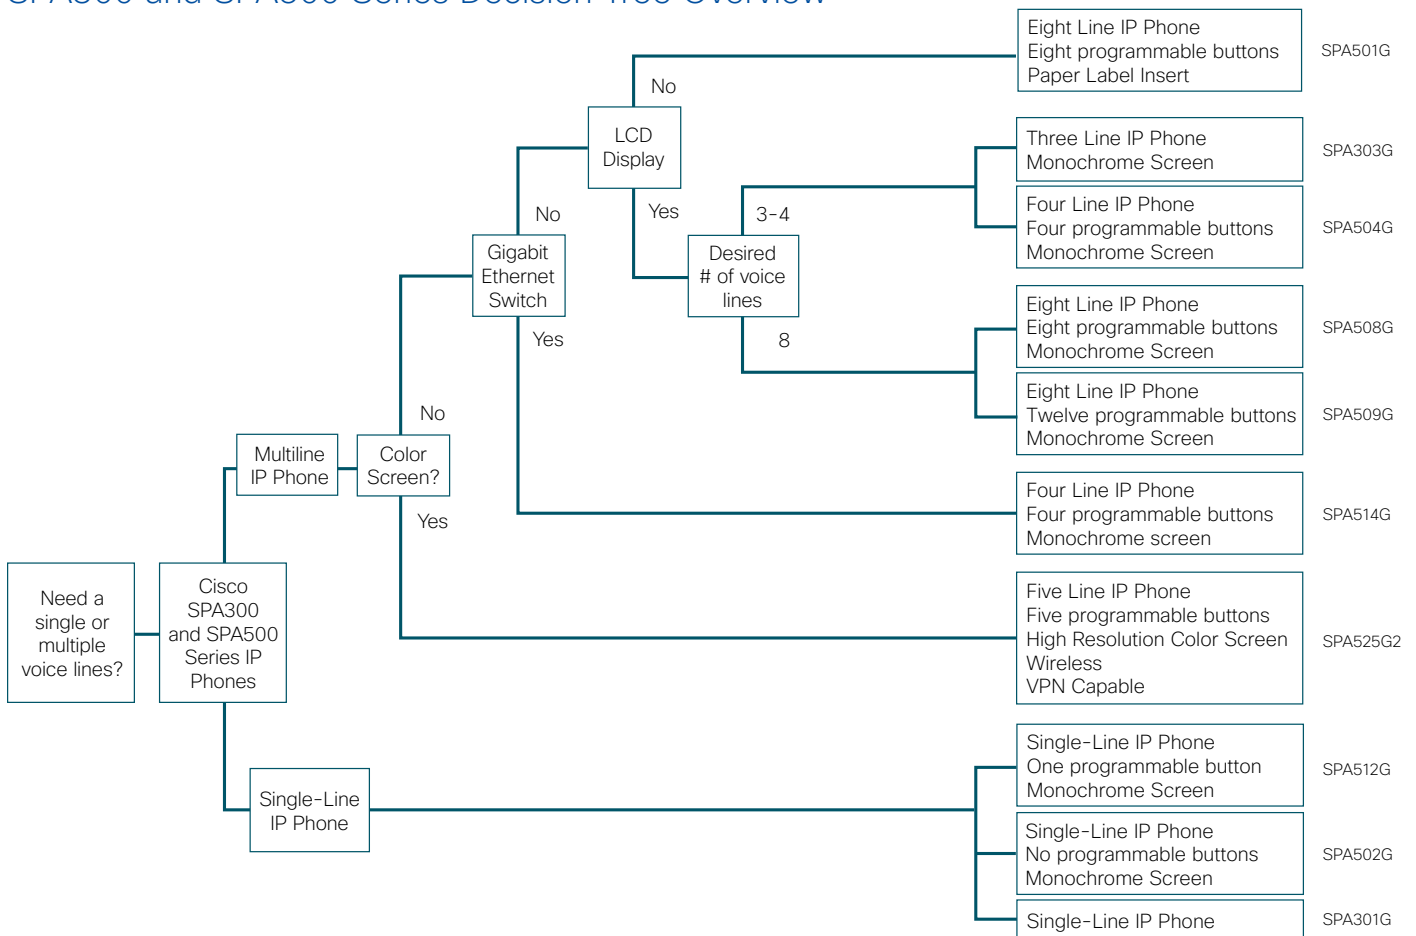 SPA300 and SPA500 Series Decision Tree Overview
Eight Line IP Phone
Eight programmable buttons
Paper Label Insert
SPA501G
No
LCD
Display
Three Line IP Phone
Monochrome Screen
SPA303G
Yes
3-4
Four Line IP Phone
Four programmable buttons
Monochrome Screen
SPA504G
No
Gigabit
Ethernet
Switch
Desired
# of voice
lines
Yes
8
Eight Line IP Phone
Eight programmable buttons
Monochrome Screen
SPA508G
Eight Line IP Phone
Twelve programmable buttons
Monochrome Screen
SPA509G
No
Multiline
IP Phone
Color
Screen?
Yes
Four Line IP Phone
Four programmable buttons
Monochrome screen
SPA514G
Need a
single or
multiple
voice lines?
Cisco
SPA300
and SPA500
Series IP
Phones
Five Line IP Phone
Five programmable buttons
High Resolution Color Screen
Wireless
VPN Capable
SPA525G2
Single-Line
IP Phone
Single-Line IP Phone
One programmable button
Monochrome Screen
SPA512G
Single-Line IP Phone
No programmable buttons
Monochrome Screen
SPA502G
Single-Line IP Phone
SPA301G